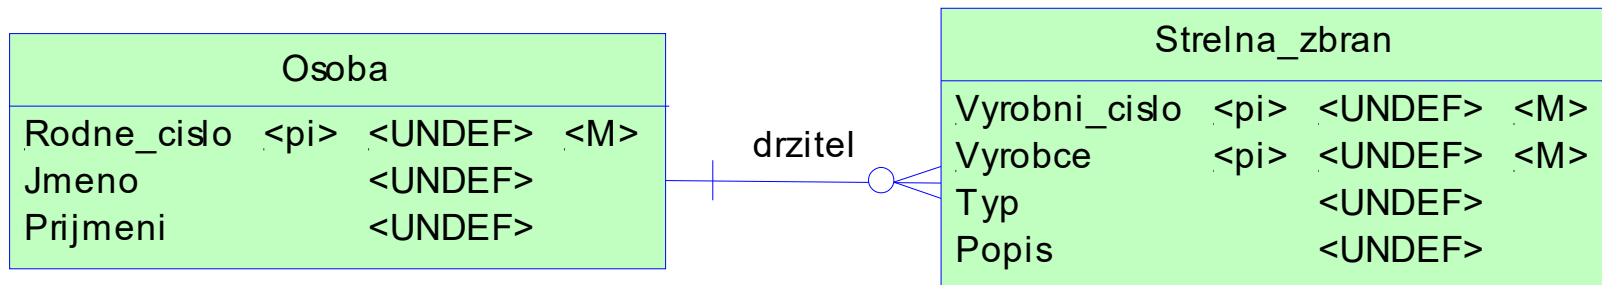 Osoba
Rodne_cislo <pi> <UNDEF> <M>
Jmeno <UNDEF>
Prijmeni <UNDEF>
drzitel
Strelna_zbran
Vyrobni_cislo <pi> <UNDEF> <M>
Vyrobce <pi> <UNDEF> <M>
Typ <UNDEF>
Popis <UNDEF>